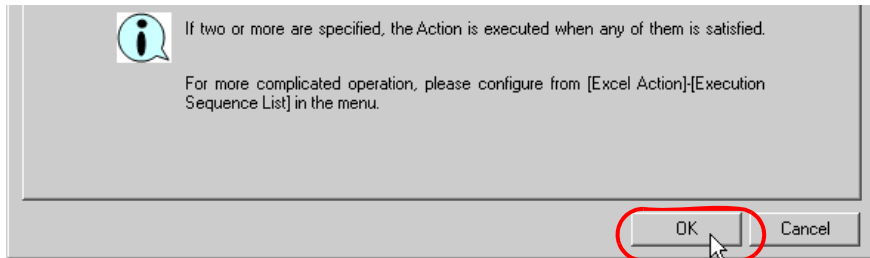 If two or more are specified, the Action is executed when any of them is satisfied.
For more complicated operation, please configure from [Excel Action]-[Execution
Sequence List] in the menu.
OK
Cancel